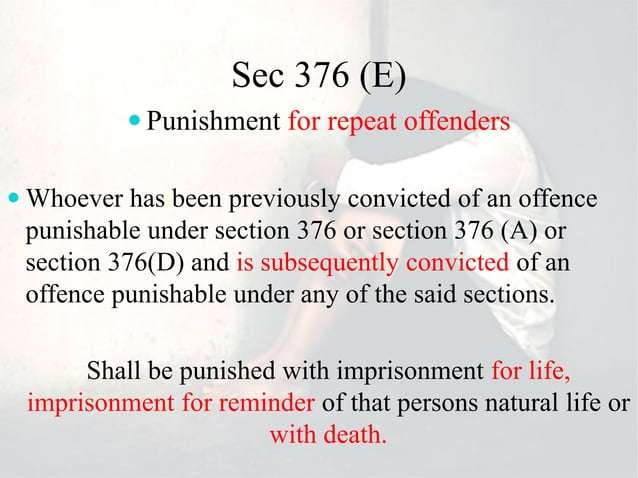 Sec 376 (E)
• Punishment for repeat offenders
• Whoever has been previously convicted of an offence
punishable under section 376 or section 376 (A) or
section 376(D) and is subsequently convicted of an
offence punishable under any of the said sections.
Shall be punished with imprisonment for life,
imprisonment for reminder of that persons natural life or
with death.